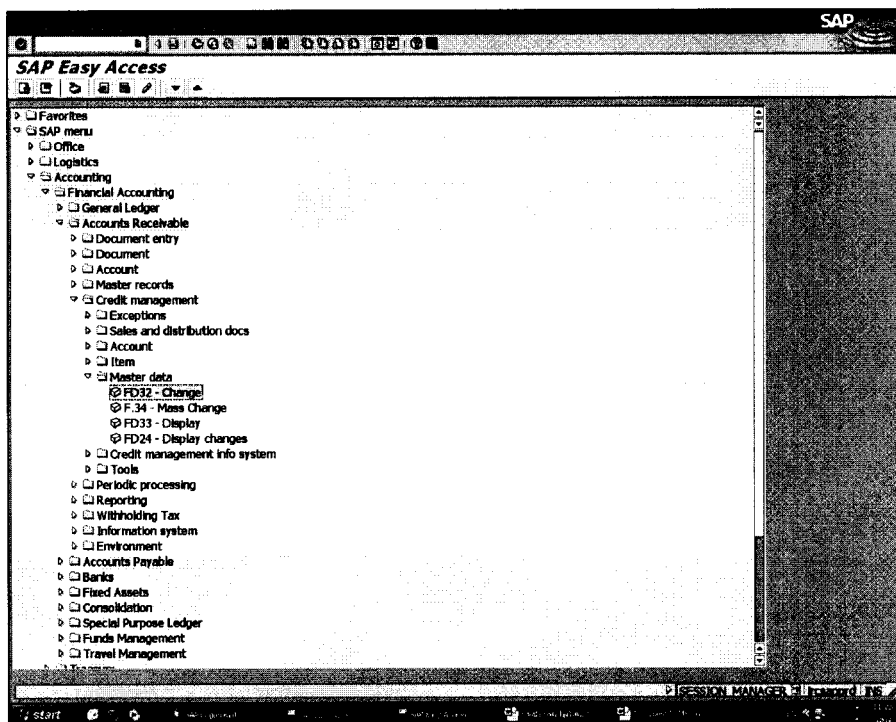 SAP
SAP Easy Access
Favorites
SAP menu
Office
Logistics
Accounting
Financial Accounting
General Ledger
Accounts Receivable
Document entry
Document
Account
Master records
Credit management
Exceptions
Sales and distribution docs
Account
Item
Master data
FD32 - Change
F.34 - Mass Change
FD33 - Display
FD24 - Display changes
Credit management info system
Tools
Periodic processing
Reporting
Withholding Tax
Information system
Environment
Accounts Payable
Banks
Fixed Assets
Consolidation
Special Purpose Ledger
Funds Management
Travel Management
SESSION_MANAGER INS
start